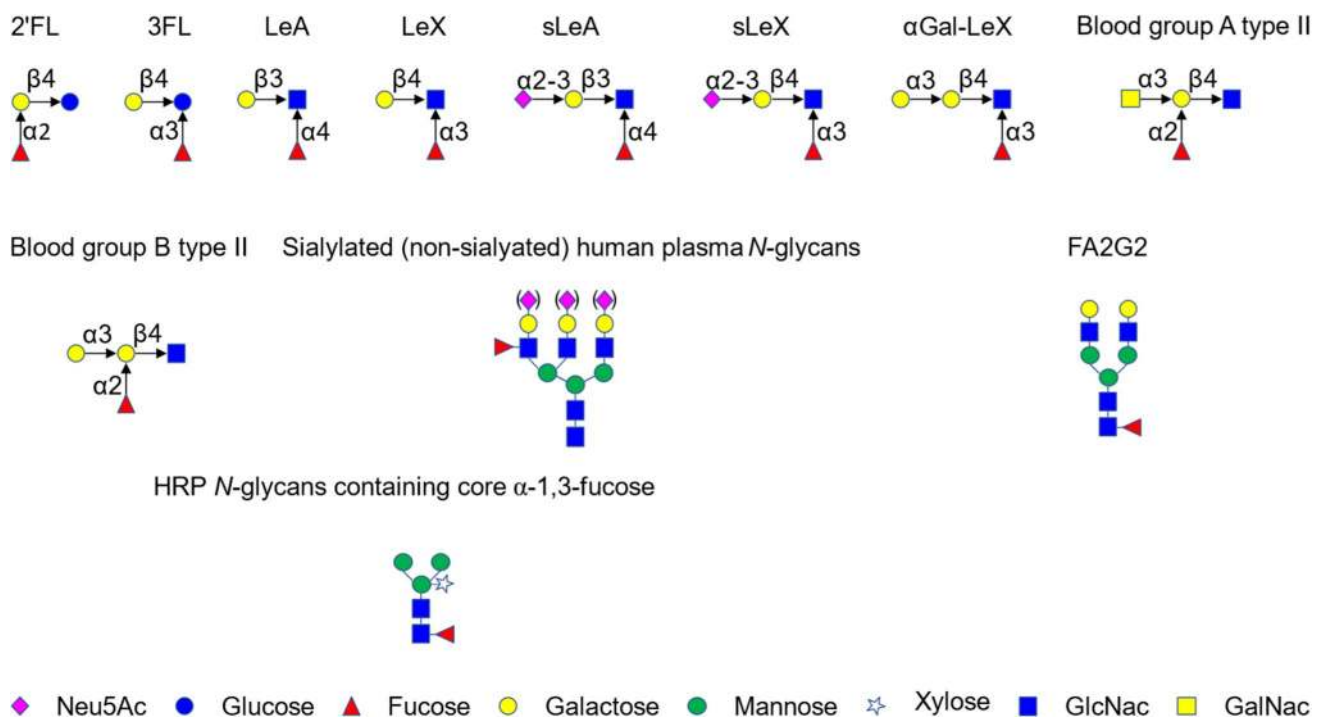 2'FL 3FL LeA LeX sLeA sLeX αGal-LeX Blood group A type II
β4 β4 β3 β4 α2-3 β3 α2-3 β4 α3 β4 α3 β4
α2 α3 α4 α3 α4 α3 α3 α2
Blood group B type II Sialylated (non-sialyated) human plasma N-glycans FA2G2
( ) ( ) ( )
α3 β4
α2
HRP N-glycans containing core α-1,3-fucose
Neu5Ac Glucose Fucose Galactose Mannose Xylose GlcNac GalNac